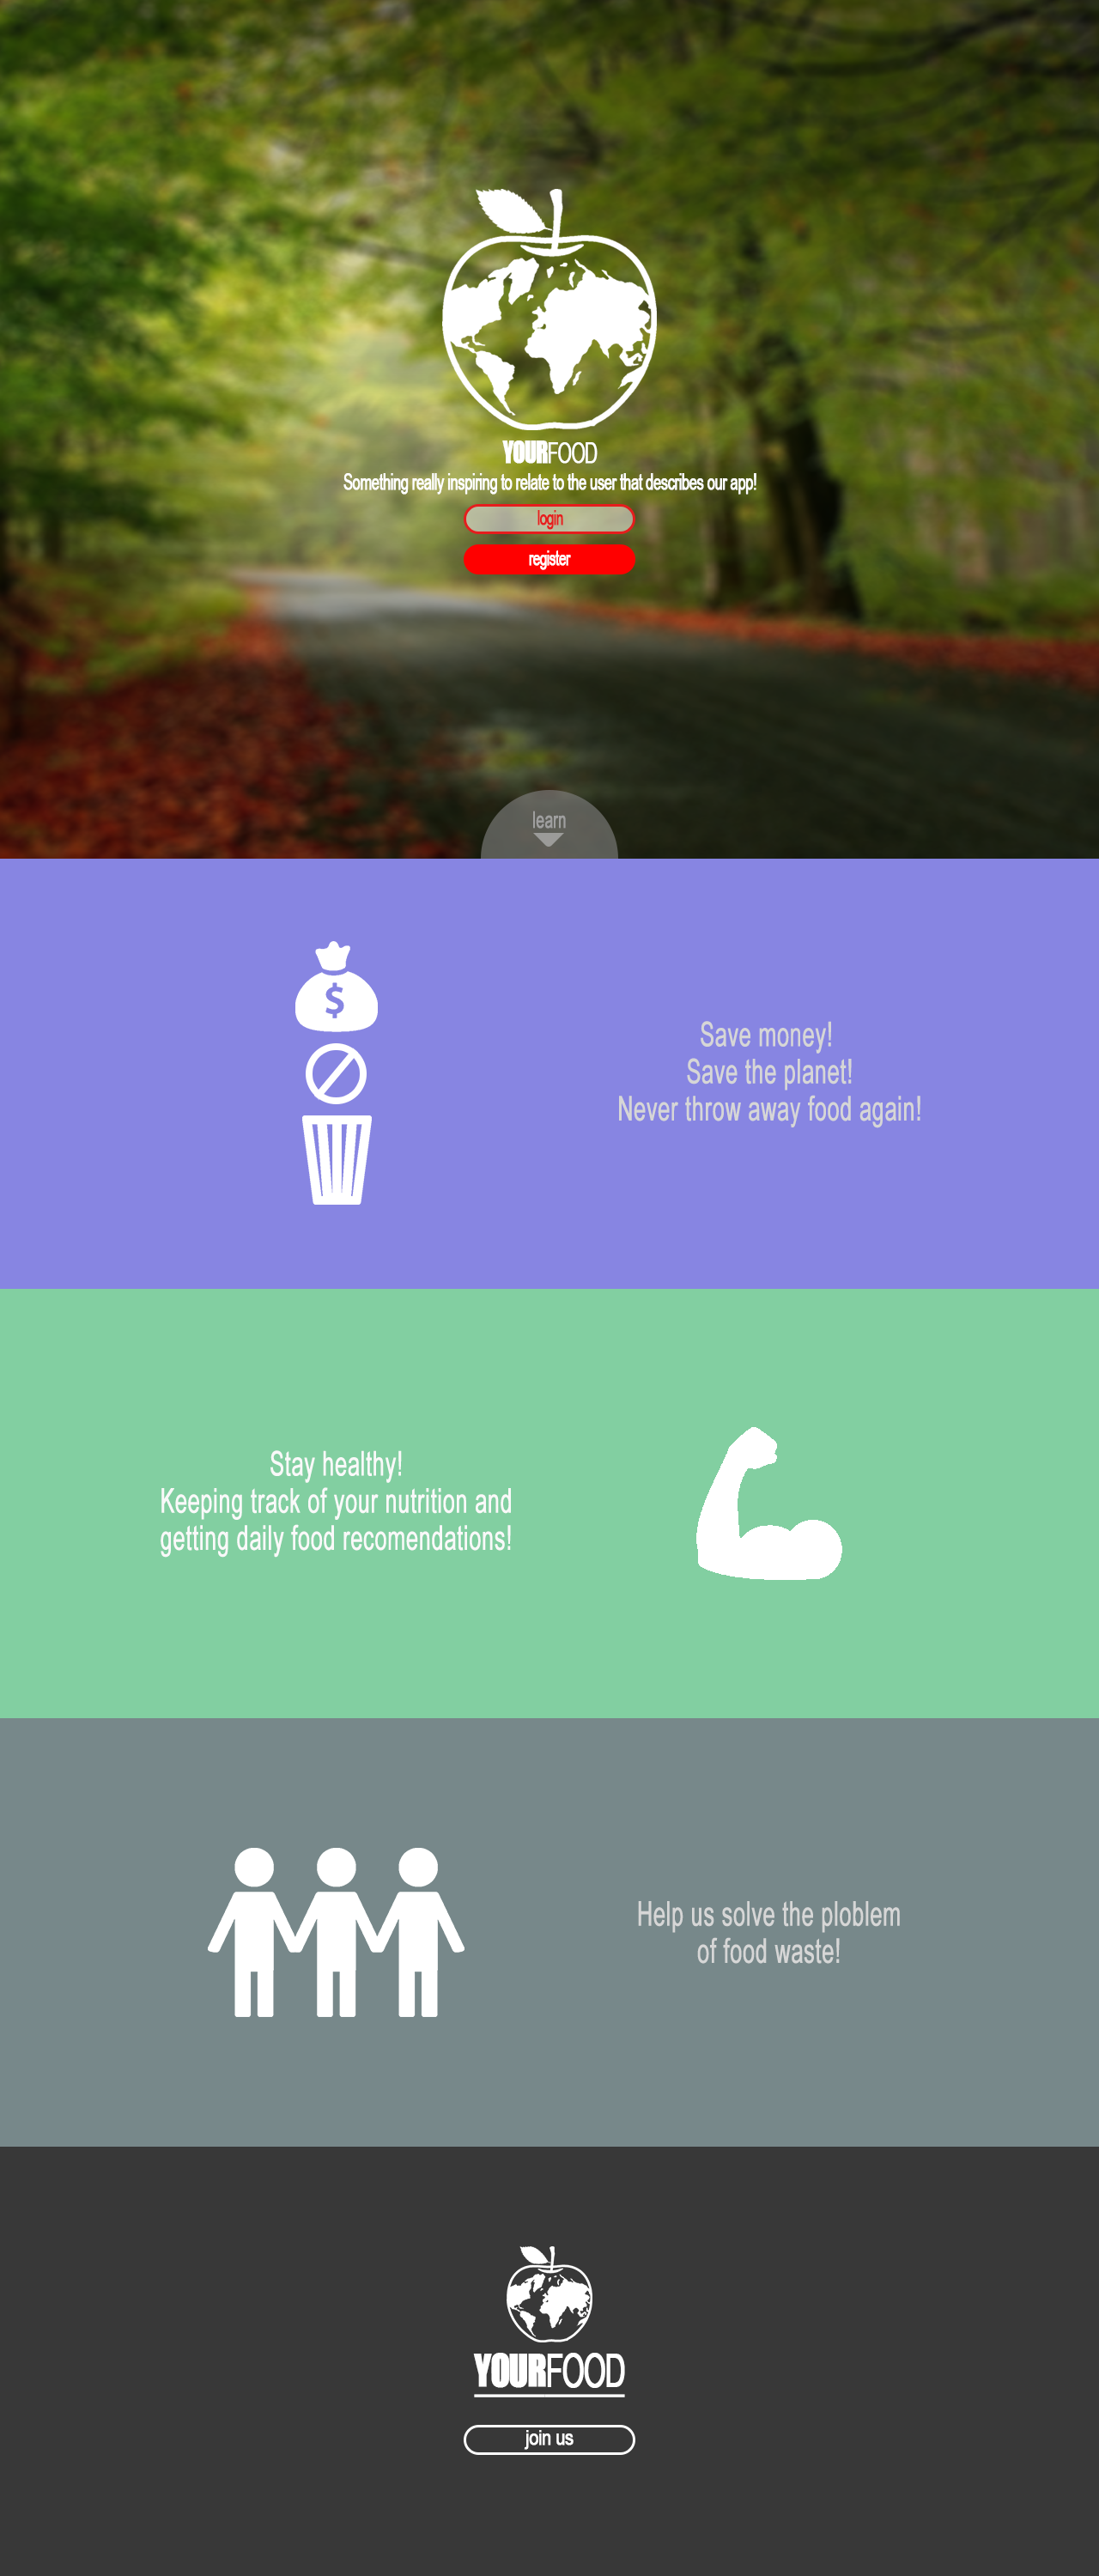 YOURFOOD
Something really inspiring to relate to the user that describes our app!
login
register
learn
$
Save money!
Save the planet!
Never throw away food again!
Stay healthy!
Keeping track of your nutrition and
getting daily food recomendations!
Help us solve the ploblem
of food waste!
YOURFOOD
join us